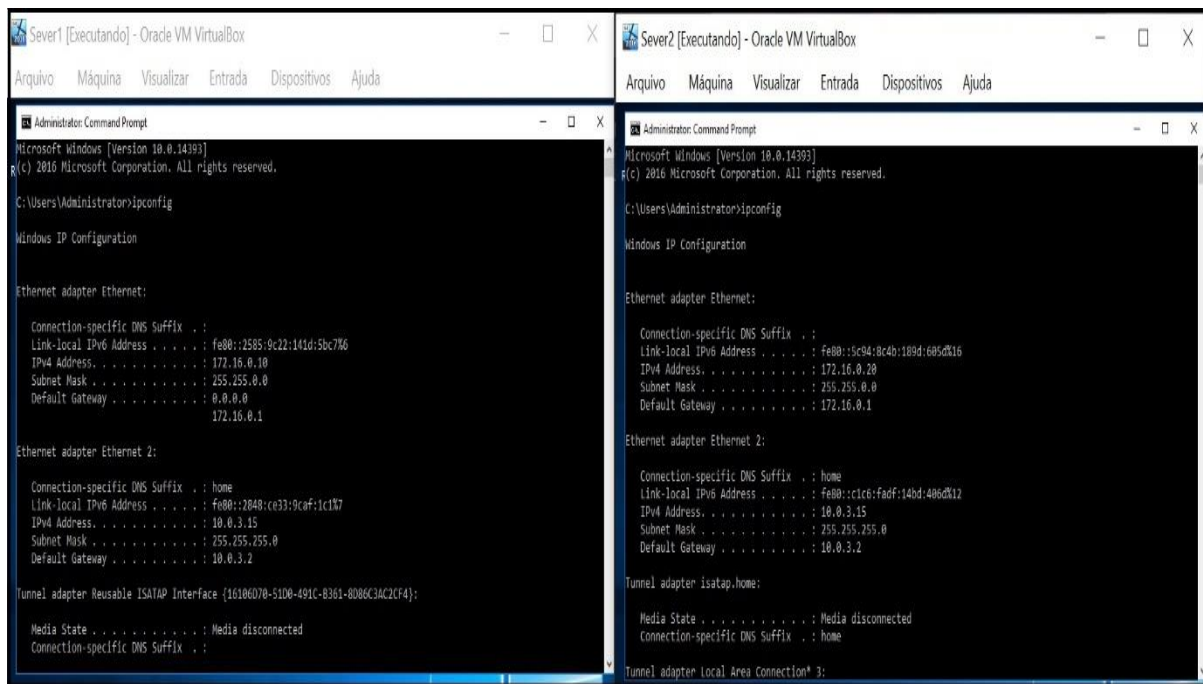 Sever1 [Executando] - Oracle VM VirtualBox
Arquivo Máquina Visualizar Entrada Dispositivos Ajuda
Administrator: Command Prompt
Microsoft Windows [Version 10.0.14393]
(c) 2016 Microsoft Corporation. All rights reserved.
C:\Users\Administrator>ipconfig
Windows IP Configuration
Ethernet adapter Ethernet:
Connection-specific DNS Suffix . :
Link-local IPv6 Address . . . . . : fe80::2585:9c22:141d:5bc7%6
IPv4 Address. . . . . . . . . . . : 172.16.0.10
Subnet Mask . . . . . . . . . . . : 255.255.0.0
Default Gateway . . . . . . . . . : 0.0.0.0
172.16.0.1
Ethernet adapter Ethernet 2:
Connection-specific DNS Suffix . : home
Link-local IPv6 Address . . . . . : fe80::2848:ce33:9caf:1c1%7
IPv4 Address. . . . . . . . . . . : 10.0.3.15
Subnet Mask . . . . . . . . . . . : 255.255.255.0
Default Gateway . . . . . . . . . : 10.0.3.2
Tunnel adapter Reusable ISATAP Interface {16106D70-51D0-491C-B361-8D86C3AC2CF4}:
Media State . . . . . . . . . . . : Media disconnected
Connection-specific DNS Suffix . :
Sever2 [Executando] - Oracle VM VirtualBox
Arquivo Máquina Visualizar Entrada Dispositivos Ajuda
Administrator: Command Prompt
Microsoft Windows [Version 10.0.14393]
(c) 2016 Microsoft Corporation. All rights reserved.
C:\Users\Administrator>ipconfig
Windows IP Configuration
Ethernet adapter Ethernet:
Connection-specific DNS Suffix . :
Link-local IPv6 Address . . . . . : fe80::5c94:8c4b:189d:605d%16
IPv4 Address. . . . . . . . . . . : 172.16.0.20
Subnet Mask . . . . . . . . . . . : 255.255.0.0
Default Gateway . . . . . . . . . : 172.16.0.1
Ethernet adapter Ethernet 2:
Connection-specific DNS Suffix . : home
Link-local IPv6 Address . . . . . : fe80::c1c6:fadf:14bd:406d%12
IPv4 Address. . . . . . . . . . . : 10.0.3.15
Subnet Mask . . . . . . . . . . . : 255.255.255.0
Default Gateway . . . . . . . . . : 10.0.3.2
Tunnel adapter isatap.home:
Media State . . . . . . . . . . . : Media disconnected
Connection-specific DNS Suffix . : home
Tunnel adapter Local Area Connection* 3: